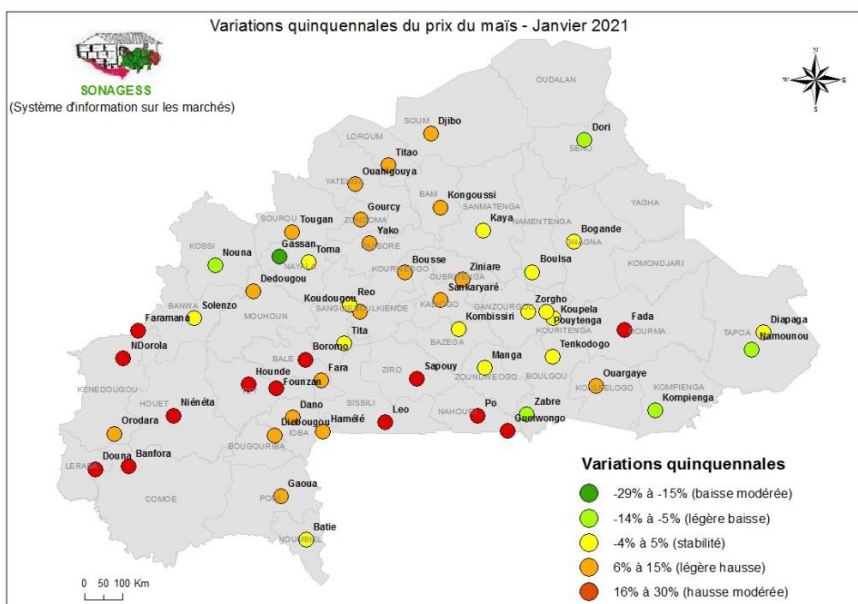 Variations quinquennales du prix du maïs - Janvier 2021
SONAGESS
(Système d'information sur les marchés)
N
W
E
S
OUDALAN
SOUM
Djibo
Dori
SENO
LOROUM
Titao
Ouahigouya
YATENGA
BAM
Kongoussi
SANMATENGA
YAGHA
Gourcy
ZONDOMA
Kaya
NAMENTENGA
Bogande
GNAGNA
SOUROU
Tougan
Yako
PASSORE
KOSSI
Nouna
Gassan
Toma
NAYALA
Bousse
KOURWEOGO
Ziniare
OUBRITENGA
Boulsa
KOMONDJARI
Dedougou
Sankaryaré
KADIOGO
Reo
Koudougou
SANGUIE
BOULKIEMDE
GANZOURGOU
Zorgho
Koupela
Pouytenga
KOURITENGA
BANWA
Solenzo
MOUHOUN
Faramana
Kombissiri
BAZEGA
Fada
GOURMA
Diapaga
TAPOA
Namounou
Tita
NDorola
BALE
Boromo
Tenkodogo
Manga
ZIRO
Sapouy
ZOUNDWEOGO
BOULGOU
KENEDOUGOU
Hounde
Founzan
Fara
Ouargaye
KOULPELOGO
KOMPIENGA
Kompienga
HOUET
Niénéta
SISSILI
Leo
NAHOURI
Po
Zabre
Guelwongo
Dano
Diebougou
Hamélé
IOBA
BOUGOURIBA
Orodara
Douna
Banfora
LERABA
COMOE
Gaoua
PONI
Batie
NOUMBIEL
Variations quinquennales
-29% à -15% (baisse modérée)
-14% à -5% (légère baisse)
-4% à 5% (stabilité)
6% à 15% (légère hausse)
16% à 30% (hausse modérée)
0 50 100 Km